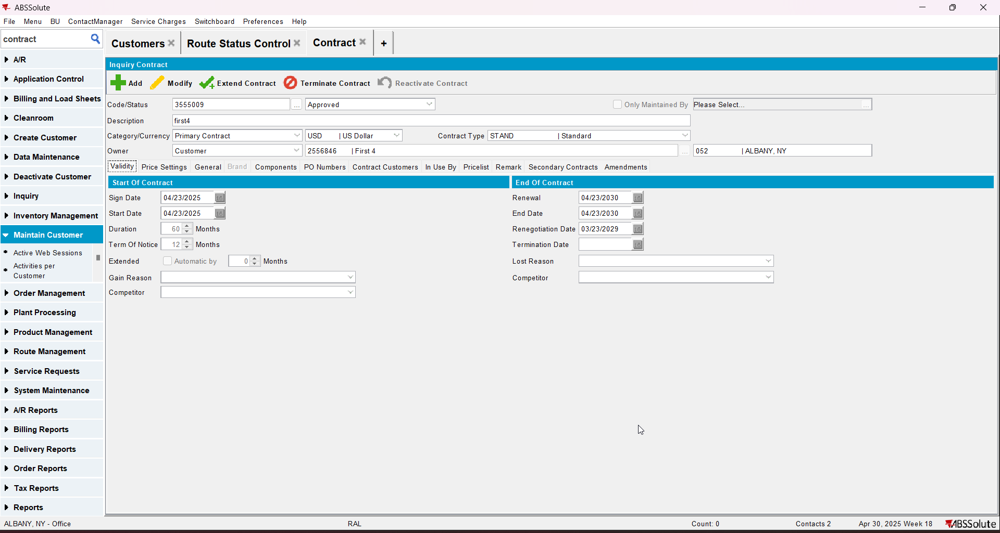 ABSSolute
File Menu BU ContactManager Service Charges Switchboard Preferences Help
contract
Customers Route Status Control Contract +
A/R
Application Control
Billing and Load Sheets
Cleanroom
Create Customer
Data Maintenance
Deactivate Customer
Inquiry
Inventory Management
Maintain Customer
Active Web Sessions
Activities per
Customer
Order Management
Plant Processing
Product Management
Route Management
Service Requests
System Maintenance
A/R Reports
Billing Reports
Delivery Reports
Order Reports
Tax Reports
Reports
Inquiry Contract
Add Modify Extend Contract Terminate Contract Reactivate Contract
Code/Status 3555009 ... Approved Only Maintained By Please Select... ...
Description first4
Category/Currency Primary Contract USD | US Dollar Contract Type STAND | Standard
Owner Customer 2556846 | First 4 ... 052 | ALBANY, NY
Validity Price Settings General Brand Components PO Numbers Contract Customers In Use By Pricelist Remark Secondary Contracts Amendments
Start Of Contract End Of Contract
Sign Date 04/23/2025 16 Renewal 04/23/2030 16
Start Date 04/23/2025 16 End Date 04/23/2030 16
Duration 60 Months Renegotiation Date 03/23/2029 16
Term Of Notice 12 Months Termination Date 16
Extended Automatic by 0 Months Lost Reason
Gain Reason Competitor
Competitor
ALBANY, NY - Office RAL Count: 0 Contacts 2 Apr 30, 2025 Week 18 ABSSolute